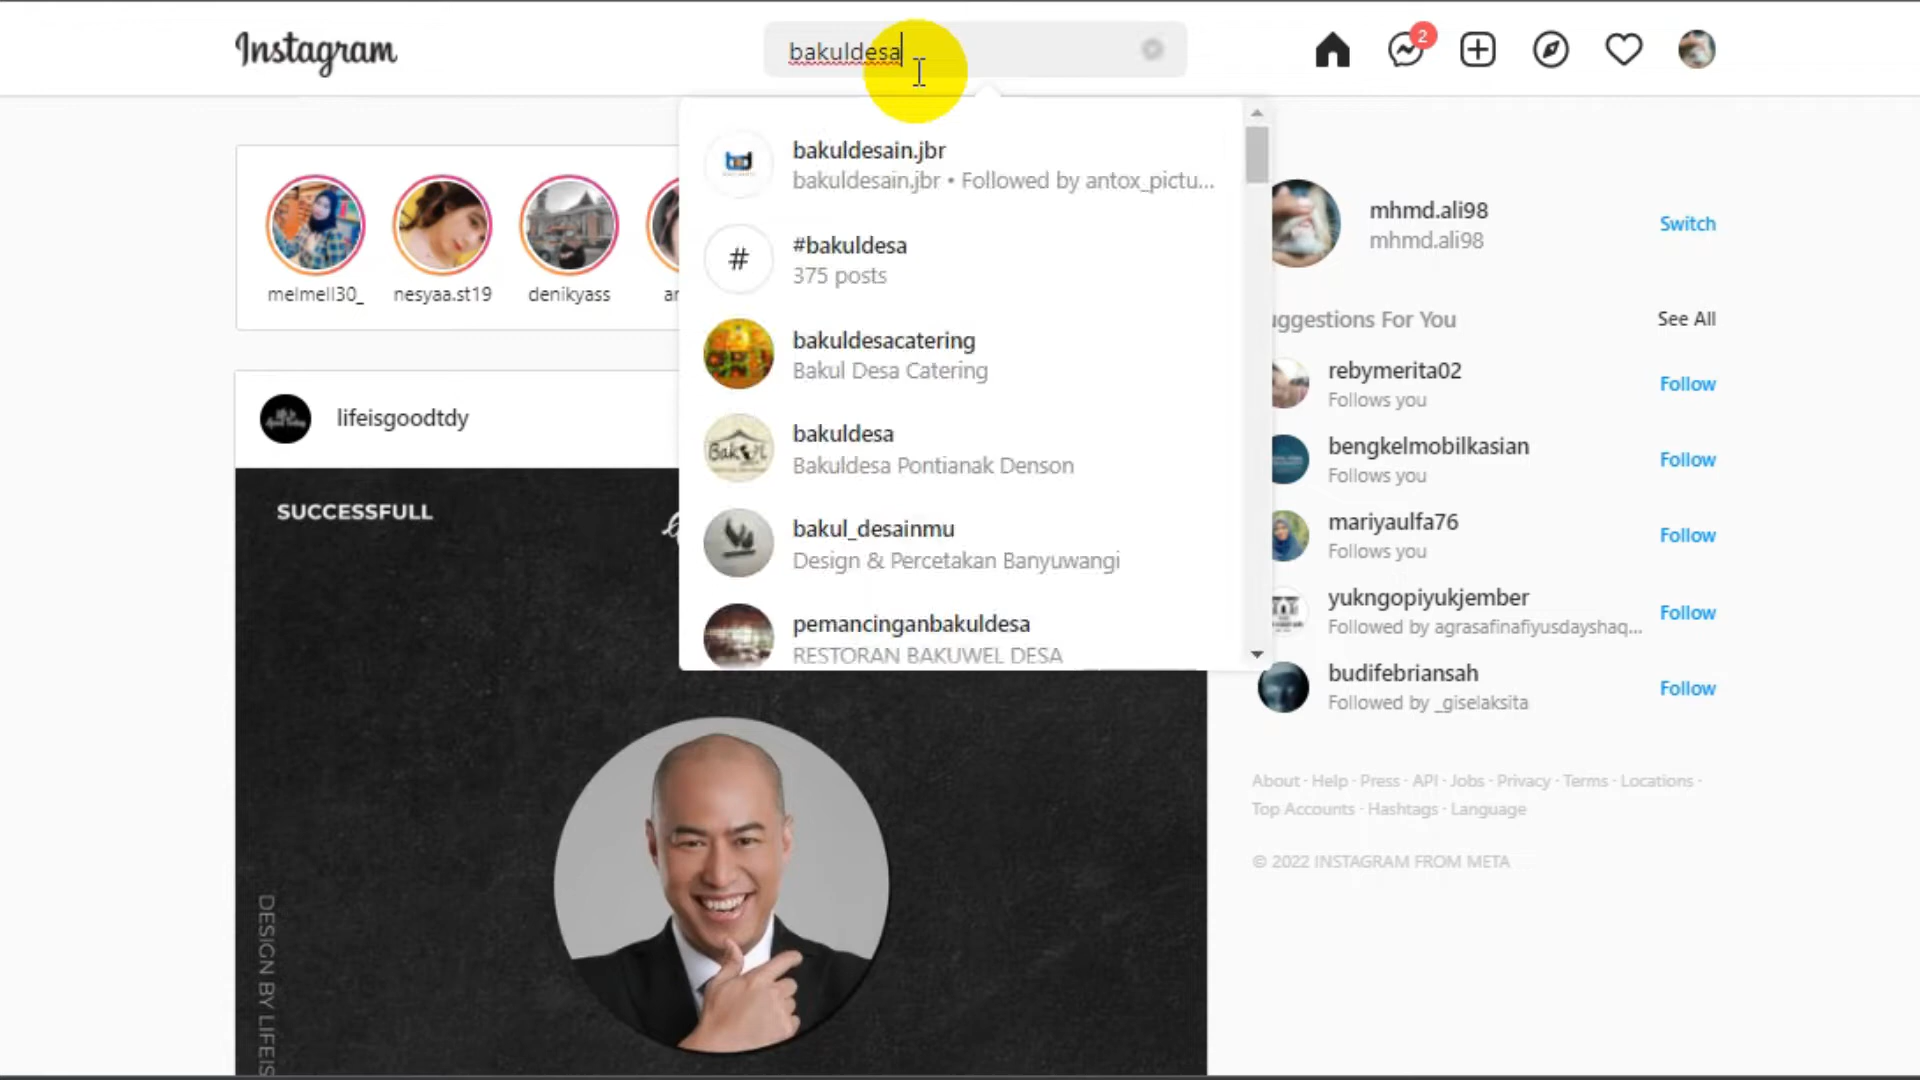 Instagram
bakuldesa
2
bakuldesain.jbr
bakuldesain.jbr • Followed by antox_pictu...
#
#bakuldesa
375 posts
bakuldesacatering
Bakul Desa Catering
bakuldesa
Bakuldesa Pontianak Denson
bakul_desainmu
Design & Percetakan Banyuwangi
pemancinganbakuldesa
RESTORAN BAKUWEL DESA
melmell30_
nesyaa.st19
denikyass
lifeisgoodtdy
SUCCESSFULL
DESIGN BY LIFEIS
mhmd.ali98
mhmd.ali98
Switch
uggestions For You
See All
rebymerita02
Follows you
Follow
bengkelmobilkasian
Follows you
Follow
mariyaulfa76
Follows you
Follow
yukngopiyukjember
Followed by agrasafinafiyusdayshaq...
Follow
budifebriansah
Followed by _giselaksita
Follow
About · Help · Press · API · Jobs · Privacy · Terms · Locations ·
Top Accounts · Hashtags · Language
© 2022 INSTAGRAM FROM META